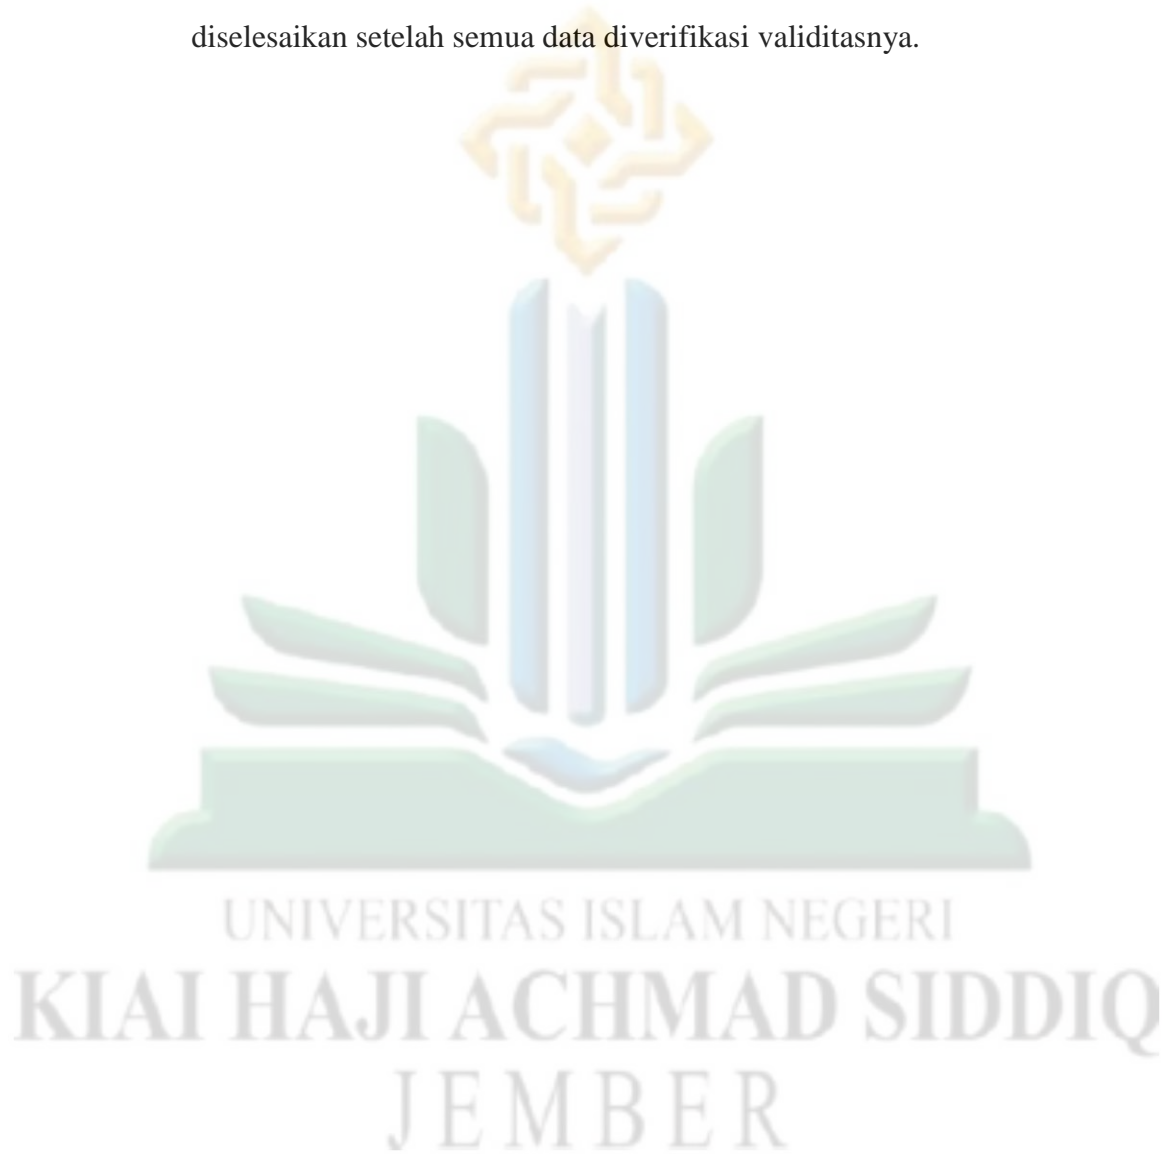 diselesaikan setelah semua data diverifikasi validitasnya.
UNIVERSITAS ISLAM NEGERI
KIAI HAJI ACHMAD SIDDIQ
JEMBER